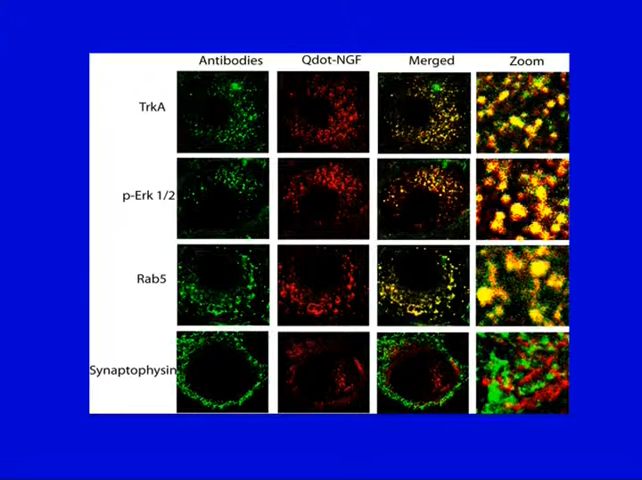 Antibodies Qdot-NGF Merged Zoom
TrkA
p-Erk 1/2
Rab5
Synaptophysin